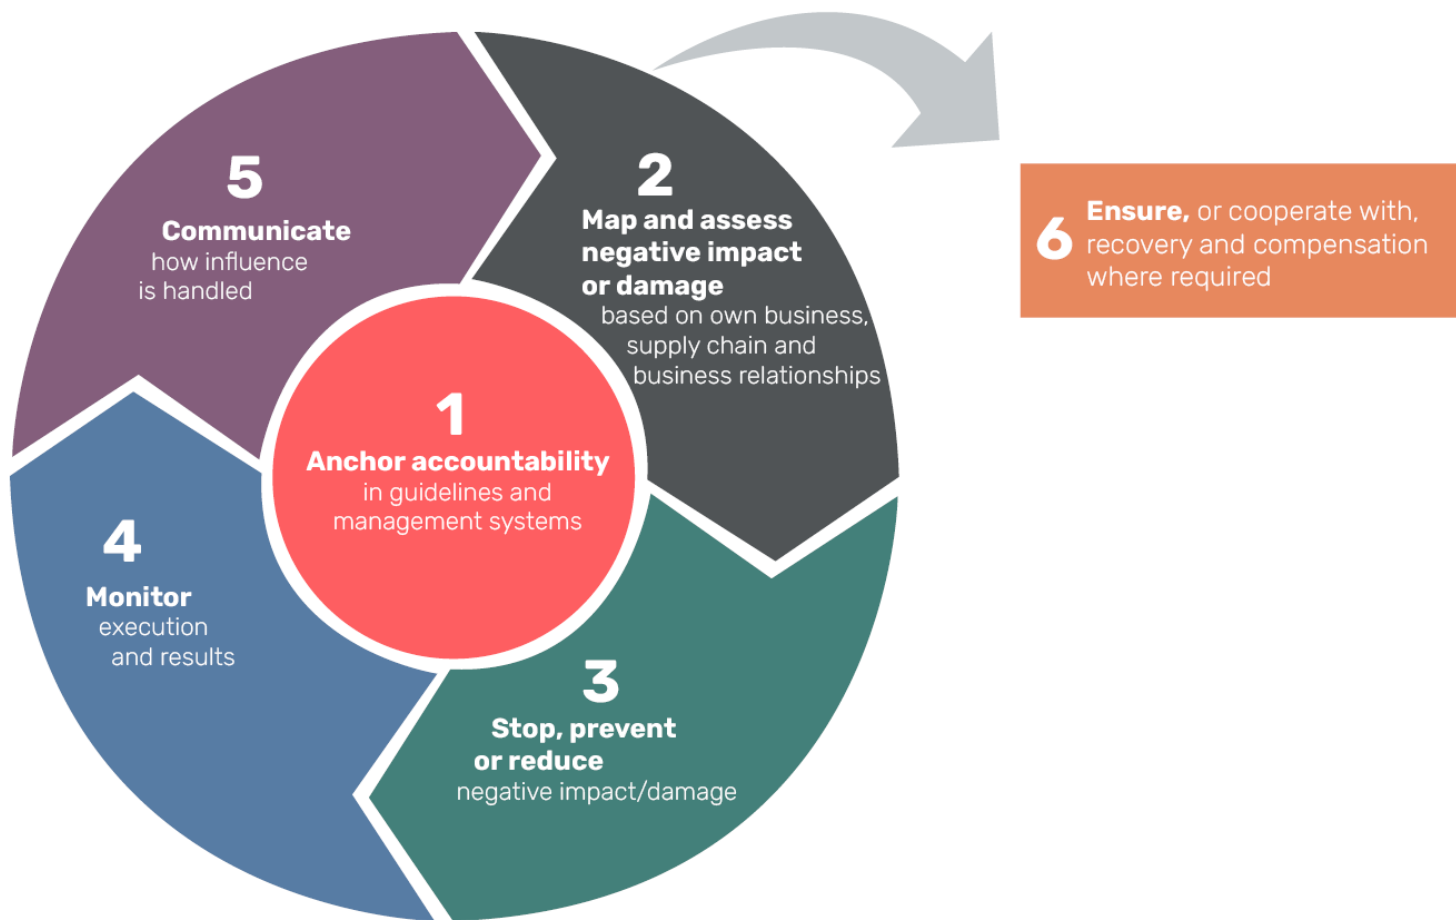 1
Anchor accountability
in guidelines and
management systems
2
Map and assess
negative impact
or damage
based on own business,
supply chain and
business relationships
3
Stop, prevent
or reduce
negative impact/damage
4
Monitor
execution
and results
5
Communicate
how influence
is handled
6
Ensure, or cooperate with,
recovery and compensation
where required